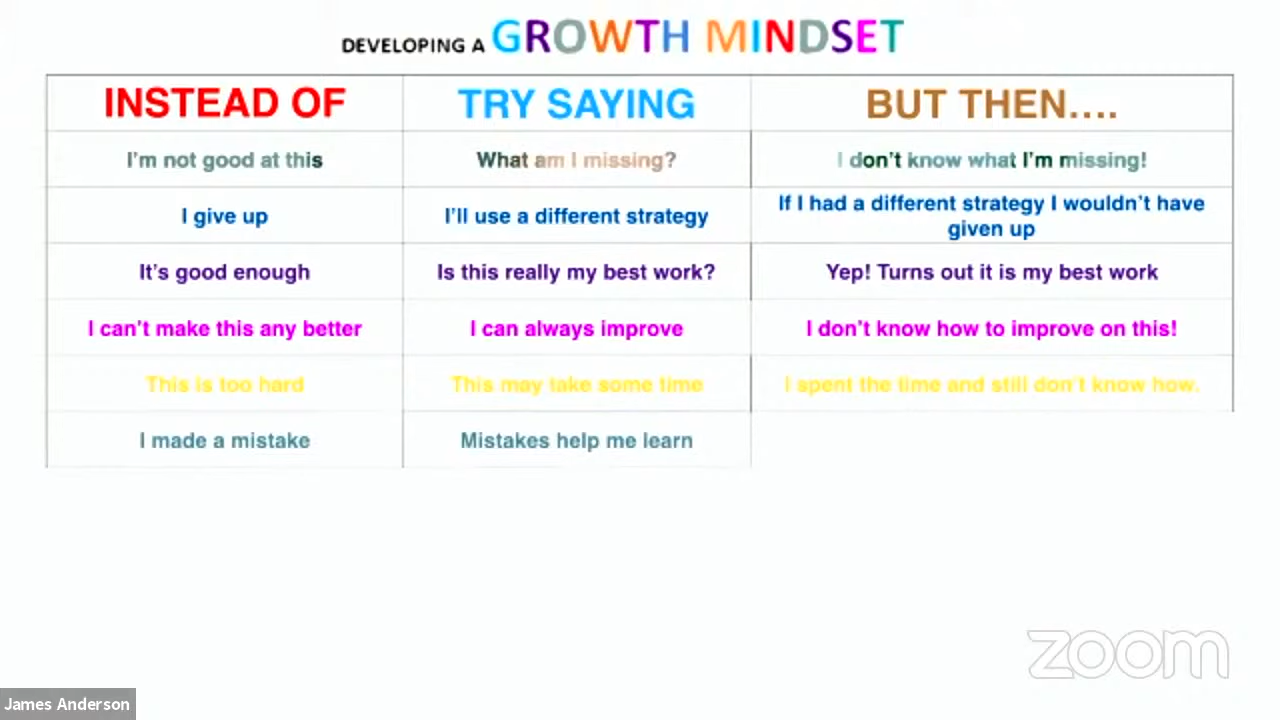 DEVELOPING A GROWTH MINDSET
INSTEAD OF
TRY SAYING
BUT THEN....
I'm not good at this
What am I missing?
I don't know what I'm missing!
I give up
I'll use a different strategy
If I had a different strategy I wouldn't have
given up
It's good enough
Is this really my best work?
Yep! Turns out it is my best work
I can't make this any better
I can always improve
I don't know how to improve on this!
This is too hard
This may take some time
I spent the time and still don't know how.
I made a mistake
Mistakes help me learn
zoom
James Anderson